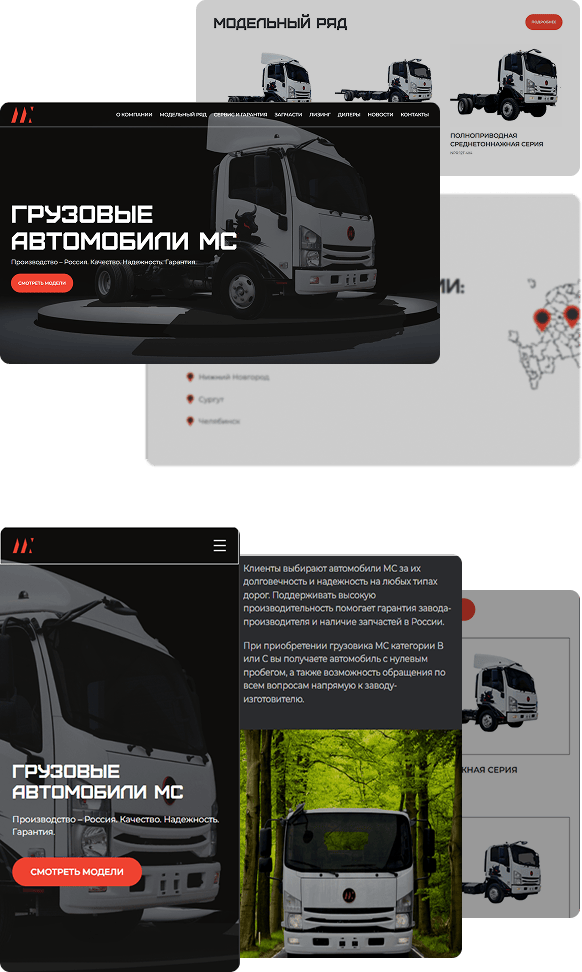 МОДЕЛЬНЫЙ РЯД
ПОДРОБНЕЕ
ПОЛНОПРИВОДНАЯ
СРЕДНЕТОННАЖНАЯ СЕРИЯ
О КОМПАНИИ МОДЕЛЬНЫЙ РЯД СЕРВИС И ГАРАНТИЯ ЗАПЧАСТИ ЛИЗИНГ ДИЛЕРЫ НОВОСТИ КОНТАКТЫ
ГРУЗОВЫЕ
АВТОМОБИЛИ МС
Производство – Россия. Качество. Надежность. Гарантия.
СМОТРЕТЬ МОДЕЛИ
ИИ:
Нижний Новгород
Сургут
Челябинск
ГРУЗОВЫЕ
АВТОМОБИЛИ МС
Производство – Россия. Качество. Надежность.
Гарантия.
СМОТРЕТЬ МОДЕЛИ
Клиенты выбирают автомобили МС за их
долговечность и надежность на любых типах
дорог. Поддерживать высокую
производительность помогает гарантия завода-
производителя и наличие запчастей в России.
При приобретении грузовика МС категории В
или С вы получаете автомобиль с нулевым
пробегом, а также возможность обращения по
всем вопросам напрямую к заводу-
изготовителю.
ЖНАЯ СЕРИЯ